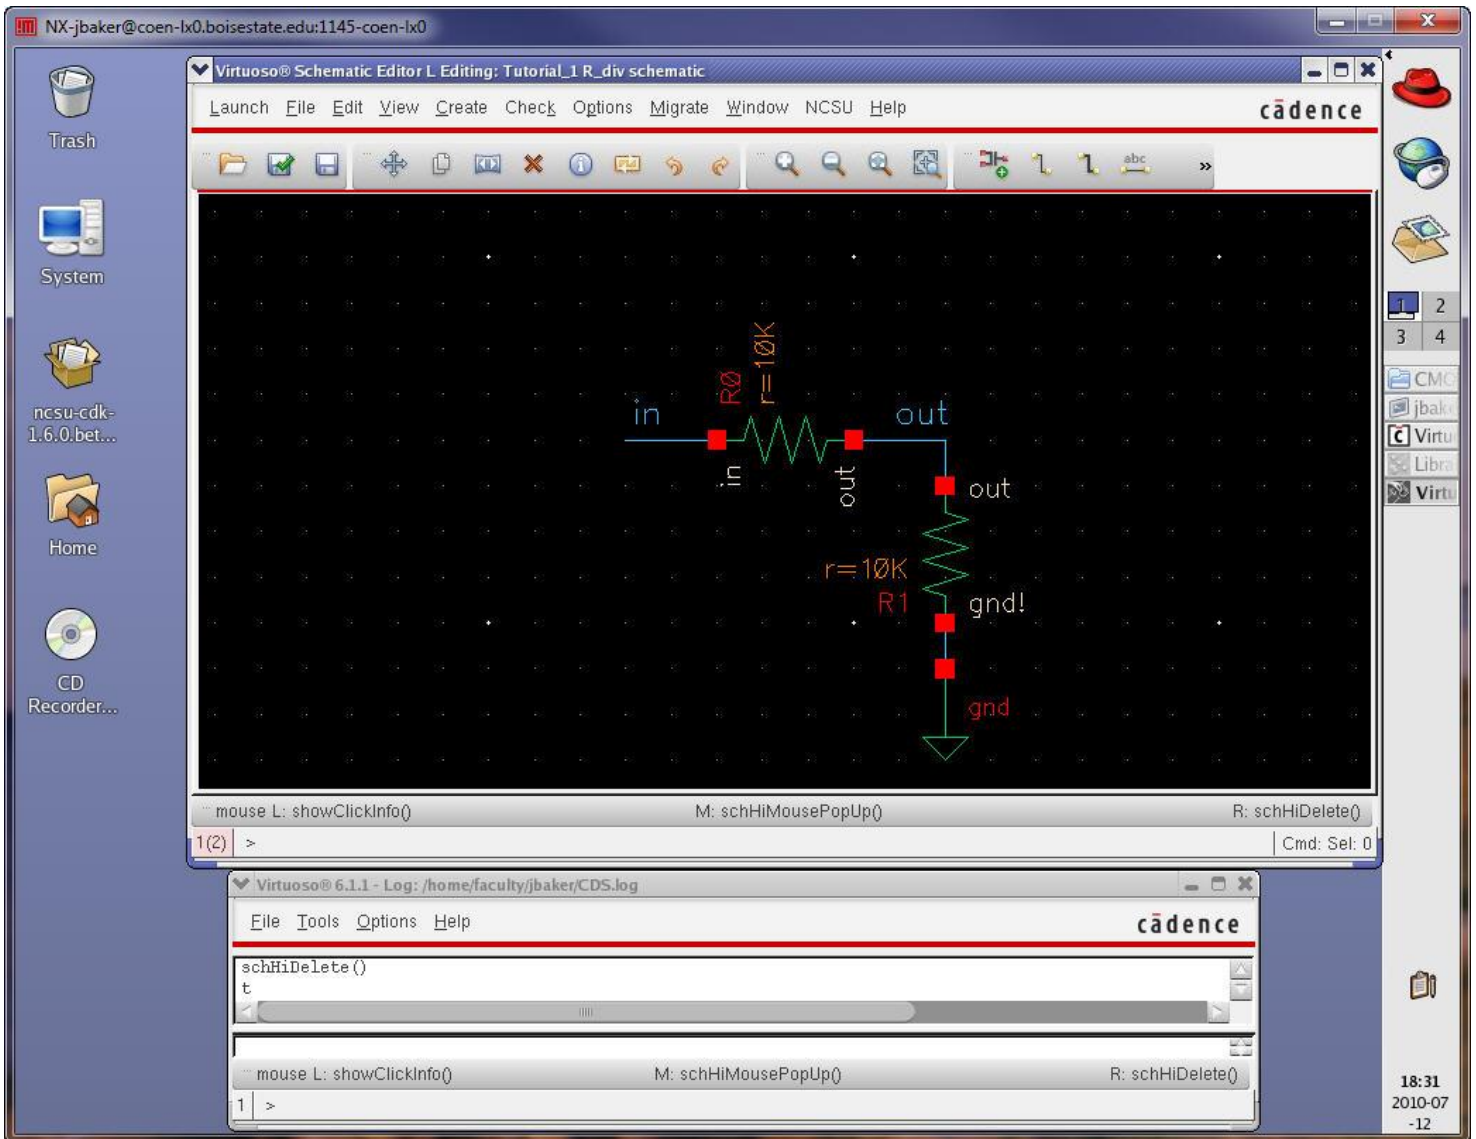 NX-jbaker@coen-lx0.boisestate.edu:1145-coen-lx0
Trash
System
ncsu-cdk-
1.6.0.bet...
Home
CD
Recorder...
Virtuoso® Schematic Editor L Editing: Tutorial_1 R_div schematic
Launch File Edit View Create Check Options Migrate Window NCSU Help
cādence
abc
»
in
R0
r=10K
out
in
out
out
r=10K
R1
gnd!
gnd
mouse L: showClickInfo() M: schHiMousePopUp() R: schHiDelete()
1(2) > Cmd: Sel: 0
Virtuoso® 6.1.1 - Log: /home/faculty/jbaker/CDS.log
File Tools Options Help
cādence
schHiDelete()
t
mouse L: showClickInfo() M: schHiMousePopUp() R: schHiDelete()
1 >
1 2
3 4
CMO
jbake
Virtu
Libra
Virtu
18:31
2010-07
-12